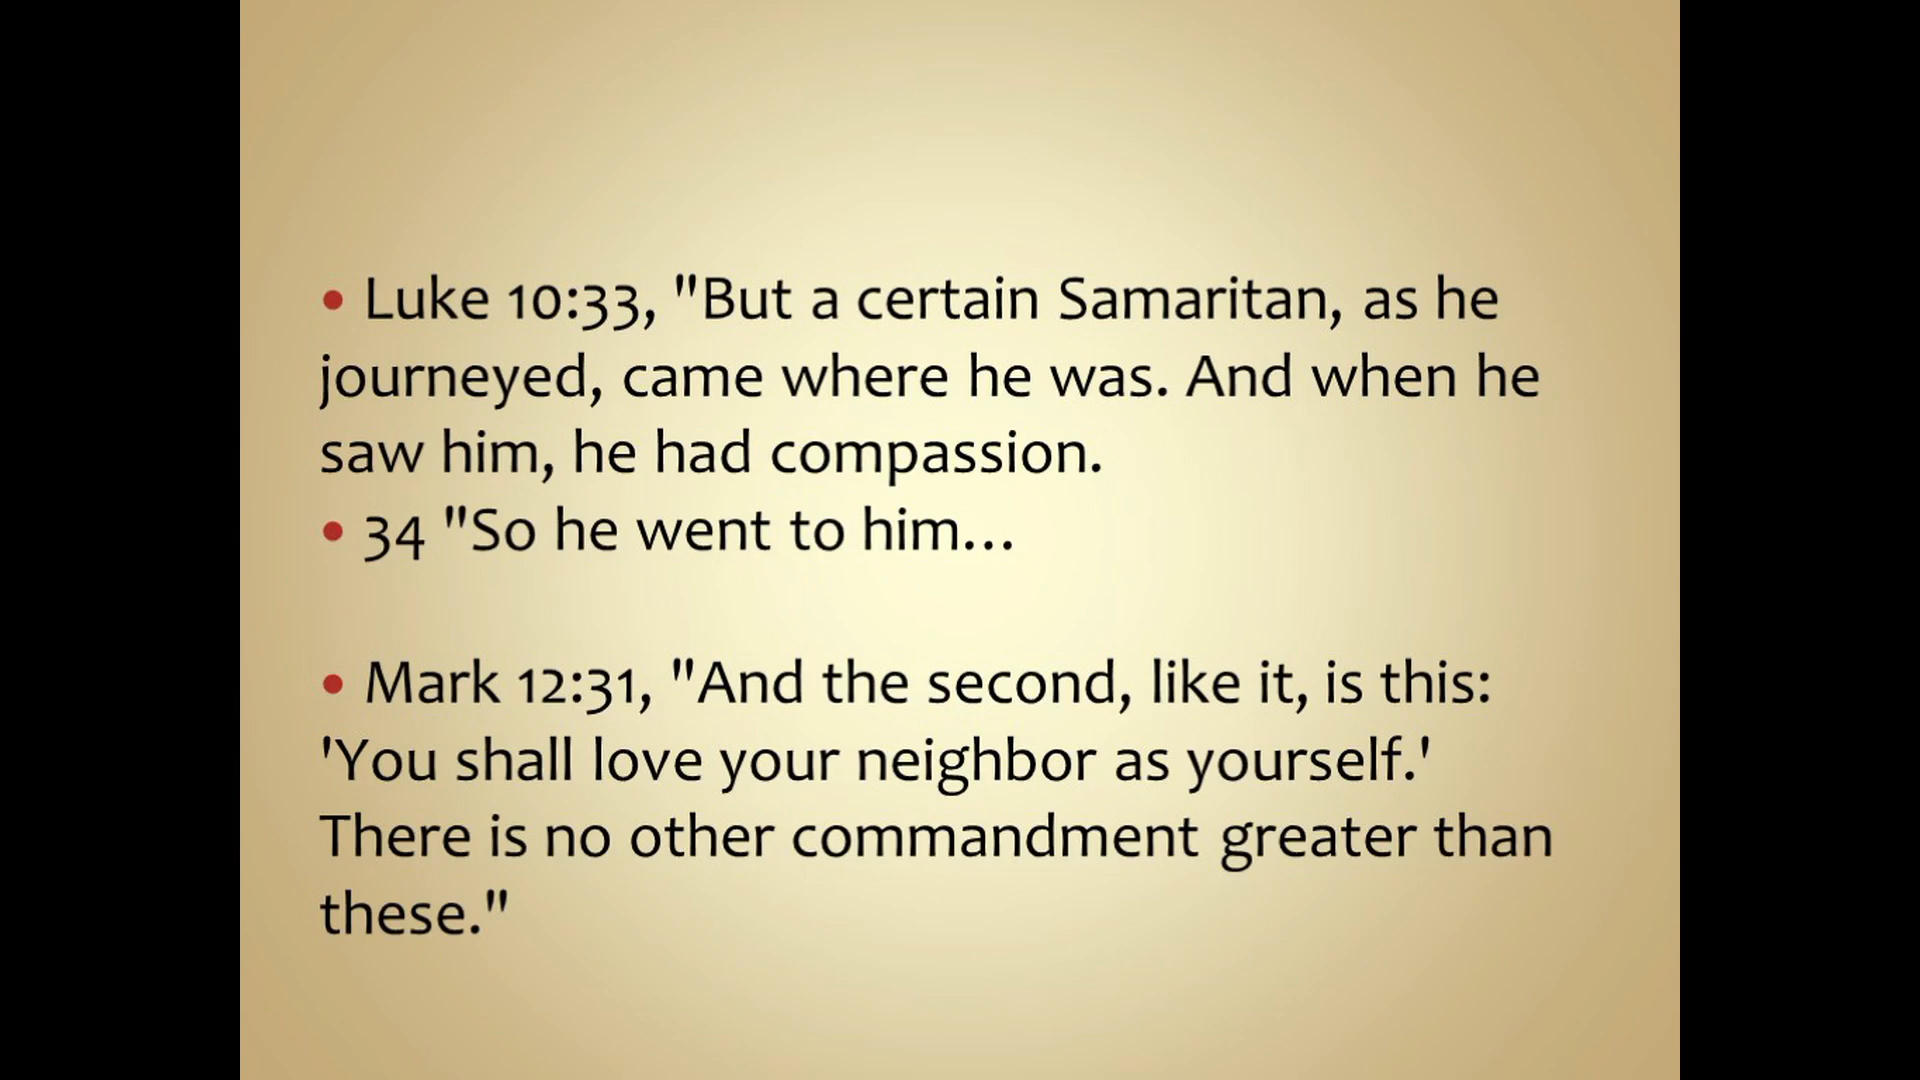 • Luke 10:33, "But a certain Samaritan, as he
journeyed, came where he was. And when he
saw him, he had compassion.
• 34 "So he went to him...
• Mark 12:31, "And the second, like it, is this:
'You shall love your neighbor as yourself.'
There is no other commandment greater than
these."